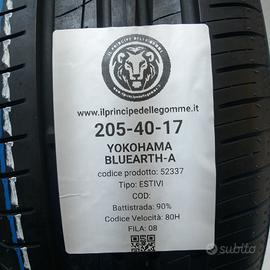 IL PRINCIPE DELLE GOMME
www.ilprincipedellegomme.it
205-40-17
YOKOHAMA
BLUEARTH-A
codice prodotto: 52337
Tipo: ESTIVI
COD:
Battistrada: 90%
Codice Velocità: 80H
FILA: 08
subito